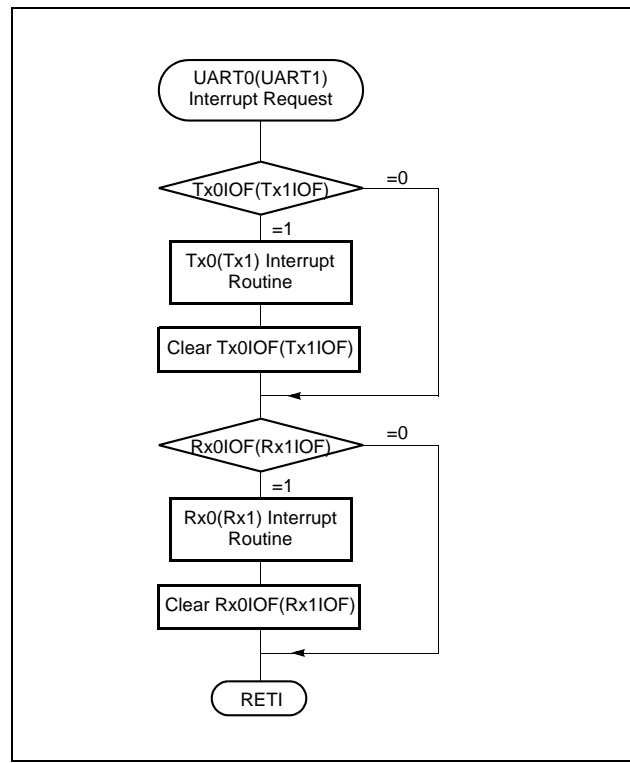 UART0(UART1)
Interrupt Request
Tx0IOF(Tx1IOF)
=0
=1
Tx0(Tx1) Interrupt
Routine
Clear Tx0IOF(Tx1IOF)
Rx0IOF(Rx1IOF)
=0
=1
Rx0(Rx1) Interrupt
Routine
Clear Rx0IOF(Rx1IOF)
RETI